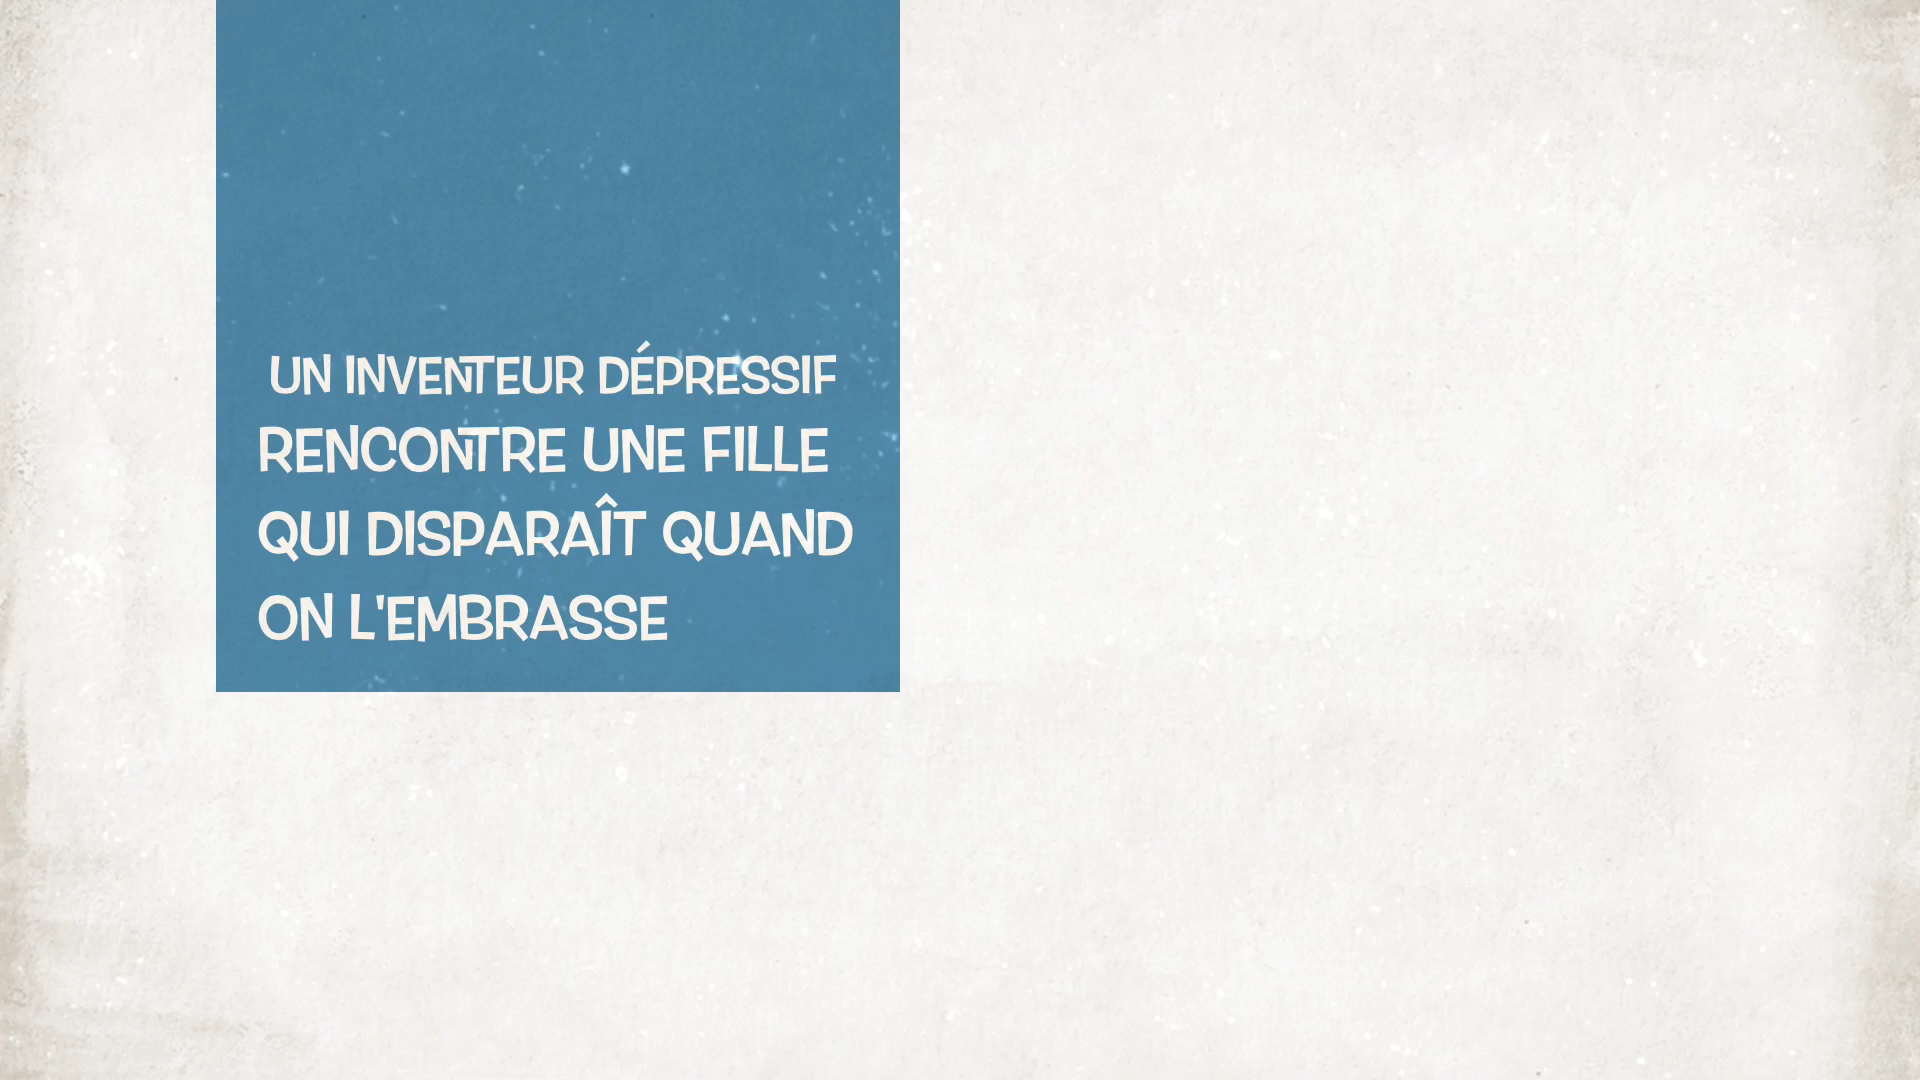 UN INVENTEUR DÉPRESSIF
RENCONTRE UNE FILLE
QUI DISPARAÎT QUAND
ON L'EMBRASSE